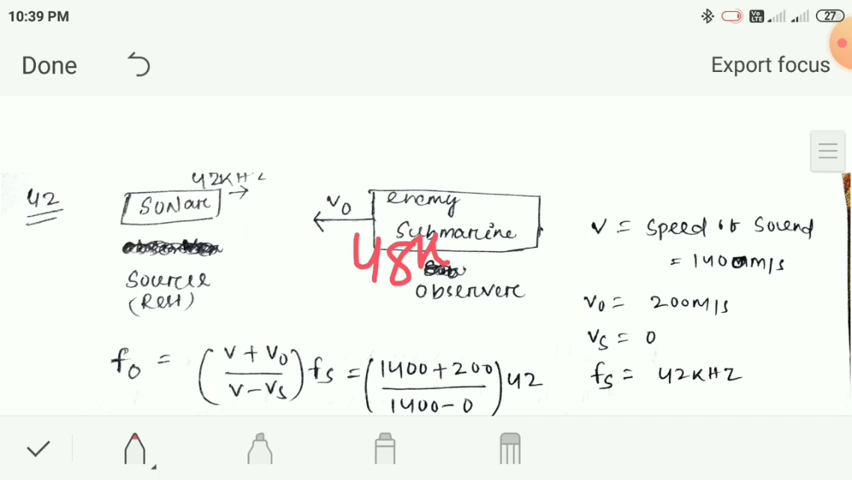 10:39 PM
27
Done
Export focus
42
42KHZ
SONAR
V0
enemy
Submarine
48K
Source
(Rest)
Observer
V = Speed of Sound
= 1400M/S
V0 = 200M/S
VS = 0
fS = 42KHZ
f0 = (V + V0 / V - VS) fS = (1400 + 200 / 1400 - 0) 42